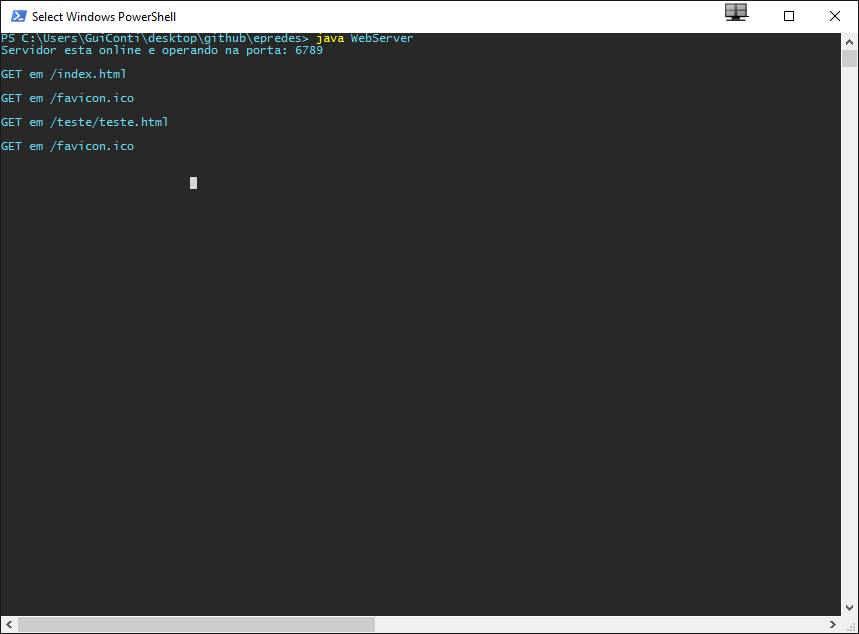 Select Windows PowerShell
PS C:\Users\GuiConti\desktop\github\epredes> java WebServer
Servidor esta online e operando na porta: 6789
GET em /index.html
GET em /favicon.ico
GET em /teste/teste.html
GET em /favicon.ico